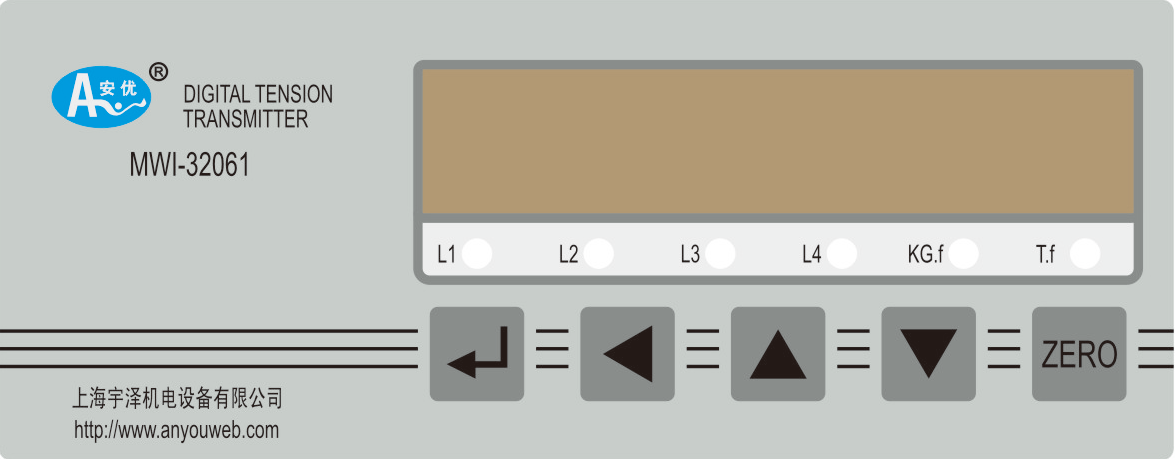 A安优®
DIGITAL TENSION
TRANSMITTER
MWI-32061
L1 L2 L3 L4 KG.f T.f
ZERO
上海宇泽机电设备有限公司
http://www.anyouweb.com